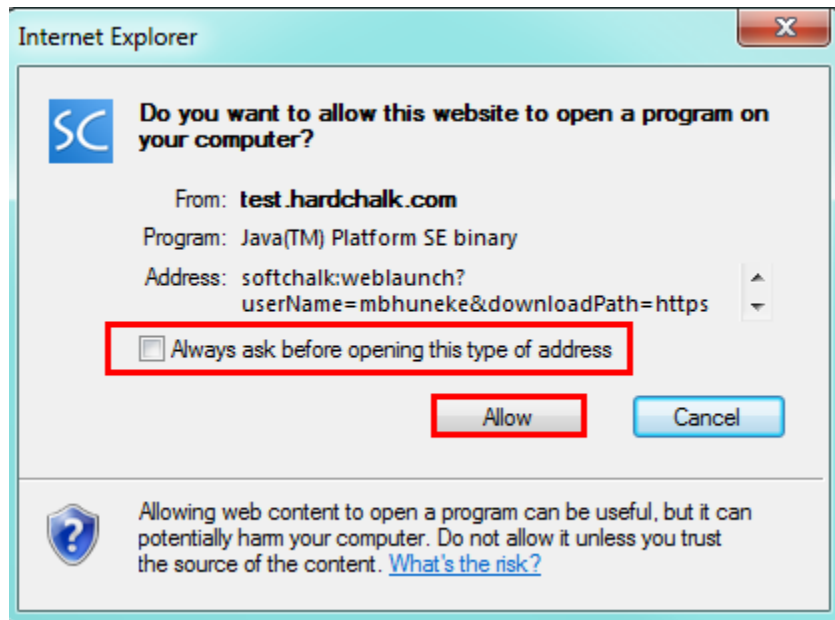 Internet Explorer
SC
Do you want to allow this website to open a program on
your computer?
From: test.hardchalk.com
Program: Java(TM) Platform SE binary
Address: softchalk:weblaunch?
userName=mbhuneke&downloadPath=https
Always ask before opening this type of address
Allow Cancel
Allowing web content to open a program can be useful, but it can
potentially harm your computer. Do not allow it unless you trust
the source of the content. What's the risk?